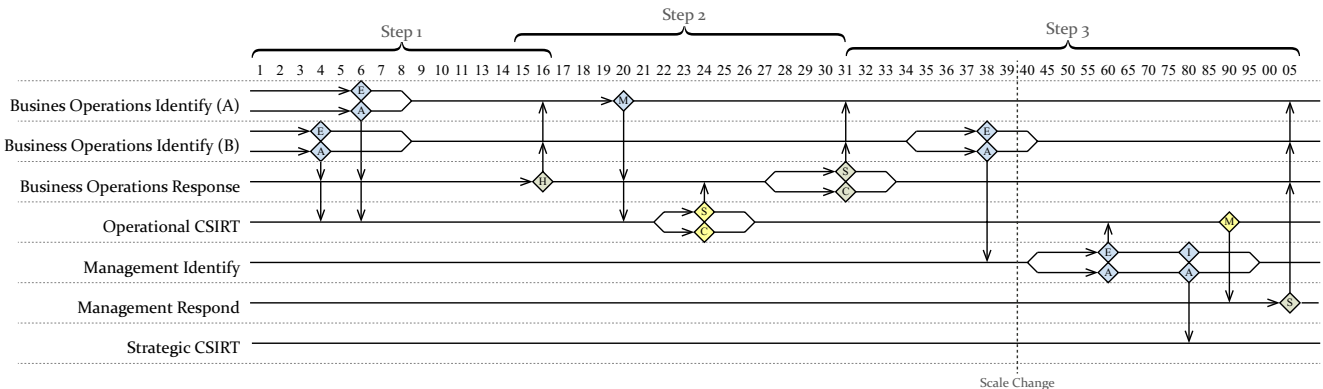 Step 1
Step 2
Step 3
1 2 3 4 5 6 7 8 9 10 11 12 13 14 15 16 17 18 19 20 21 22 23 24 25 26 27 28 29 30 31 32 33 34 35 36 37 38 39 40 45 50 55 60 65 70 75 80 85 90 95 00 05
E
Busines Operations Identify (A) M
A
E E
Business Operations Identify (B)
A A
S
Business Operations Response H
C
S
Operational CSIRT M
C
E I
Management Identify
A A
Management Respond S
Strategic CSIRT
Scale Change